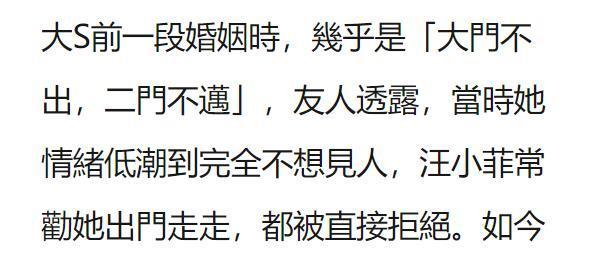 大S前一段婚姻時，幾乎是「大門不
出，二門不邁」，友人透露，當時她
情緒低潮到完全不想見人，汪小菲常
勸她出門走走，都被直接拒絕。如今